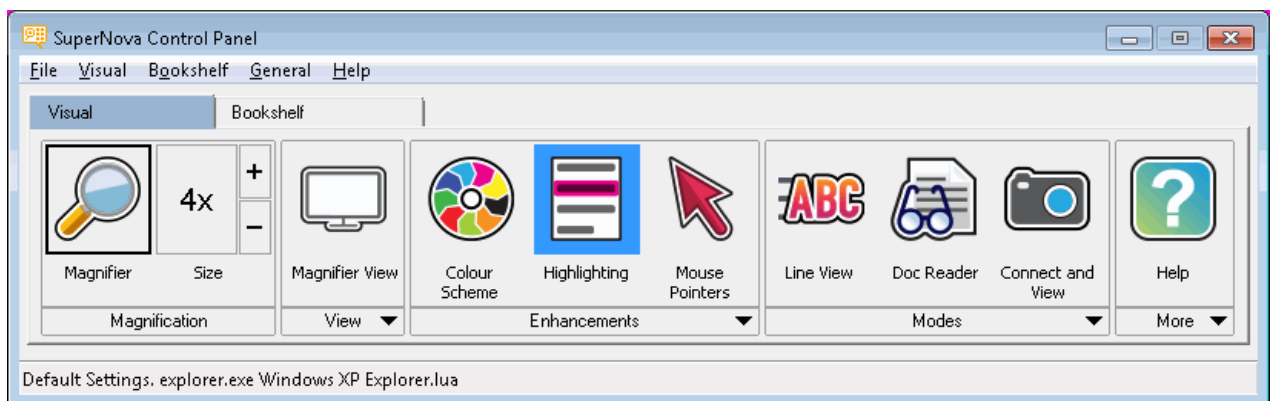 SuperNova Control Panel
File Visual Bookshelf General Help
Visual Bookshelf
4x + −
ABC
?
Magnifier Size Magnifier View Colour Scheme Highlighting Mouse Pointers Line View Doc Reader Connect and View Help
Magnification View Enhancements Modes More
Default Settings. explorer.exe Windows XP Explorer.lua